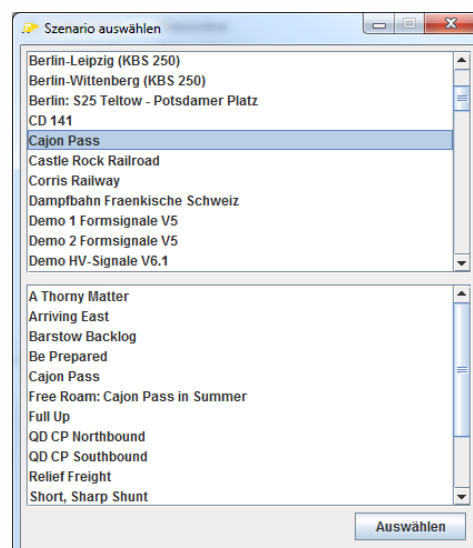 Szenario auswählen
Berlin-Leipzig (KBS 250)
Berlin-Wittenberg (KBS 250)
Berlin: S25 Teltow - Potsdamer Platz
CD 141
Cajon Pass
Castle Rock Railroad
Corris Railway
Dampfbahn Fraenkische Schweiz
Demo 1 Formsignale V5
Demo 2 Formsignale V5
Demo HV-Signale V6.1
A Thorny Matter
Arriving East
Barstow Backlog
Be Prepared
Cajon Pass
Free Roam: Cajon Pass in Summer
Full Up
QD CP Northbound
QD CP Southbound
Relief Freight
Short, Sharp Shunt
Auswählen